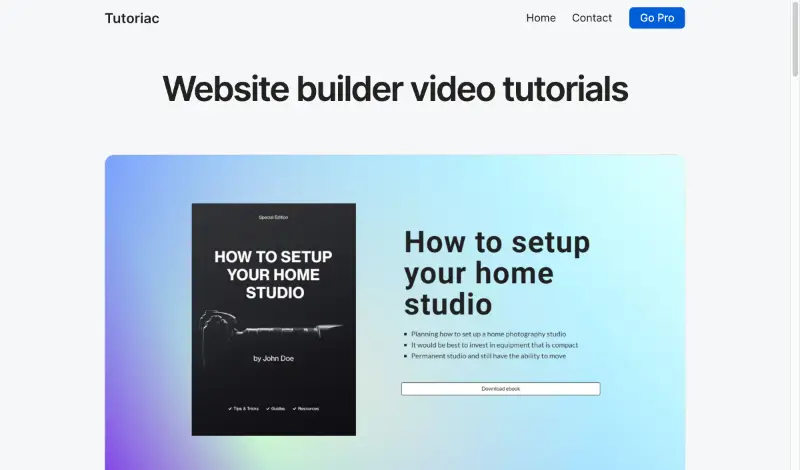 Tutoriac
Home
Contact
Go Pro
Website builder video tutorials
Special Edition
HOW TO SETUP
YOUR HOME
STUDIO
by John Doe
✓ Tips & Tricks ✓ Guides ✓ Resources
How to setup
your home
studio
Planning how to set up a home photography studio
It would be best to invest in equipment that is compact
Permanent studio and still have the ability to move
Download ebook